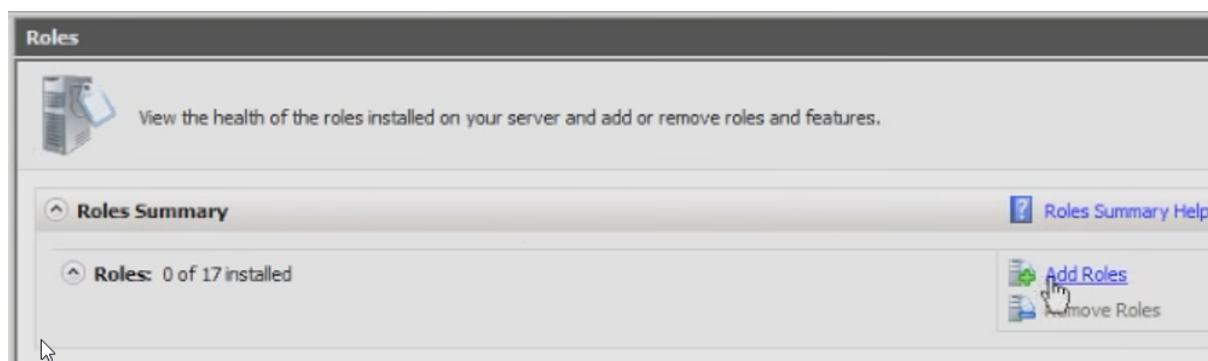 Roles
View the health of the roles installed on your server and add or remove roles and features.
Roles Summary
Roles Summary Help
Roles: 0 of 17 installed
Add Roles
Remove Roles